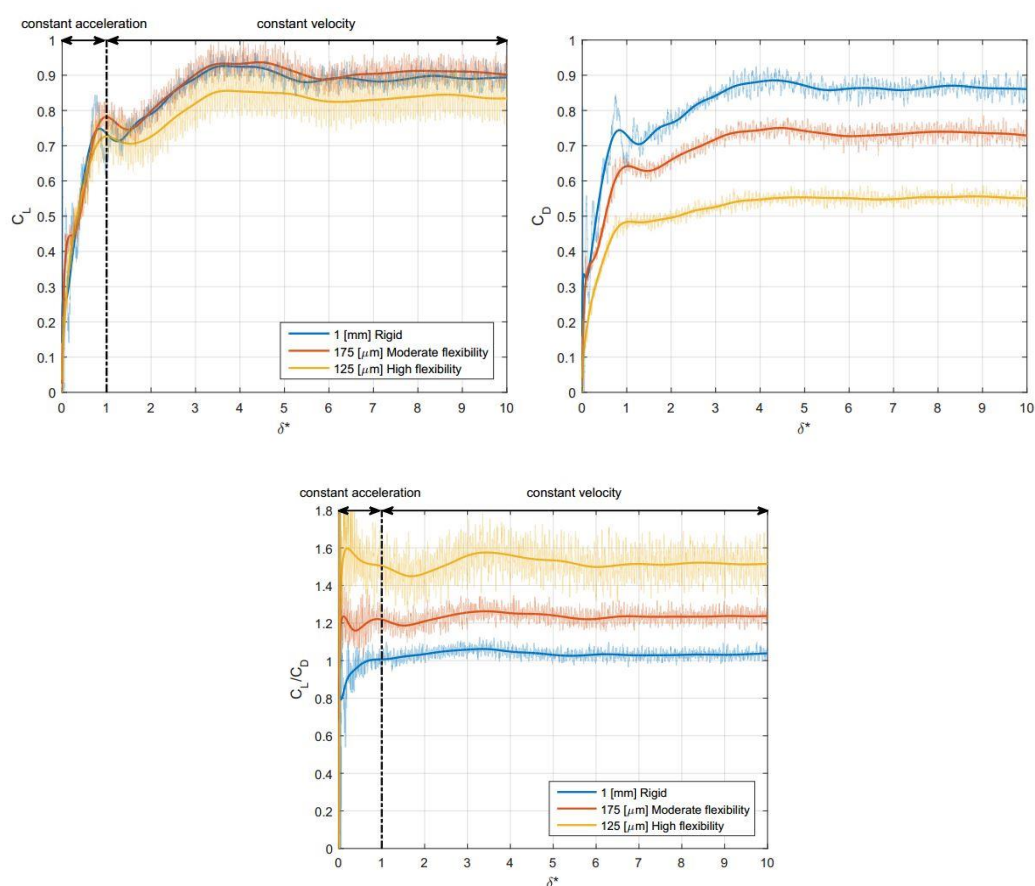 constant acceleration constant velocity
1
0.9
0.8
0.7
0.6
0.5
0.4
0.3
0.2
0.1
0
C_L
0 1 2 3 4 5 6 7 8 9 10
δ*
1 [mm] Rigid
175 [μm] Moderate flexibility
125 [μm] High flexibility
1
0.9
0.8
0.7
0.6
0.5
0.4
0.3
0.2
0.1
0
C_D
0 1 2 3 4 5 6 7 8 9 10
δ*
constant acceleration constant velocity
1.8
1.6
1.4
1.2
1
0.8
0.6
0.4
0.2
0
C_L/C_D
0 1 2 3 4 5 6 7 8 9 10
δ*
1 [mm] Rigid
175 [μm] Moderate flexibility
125 [μm] High flexibility